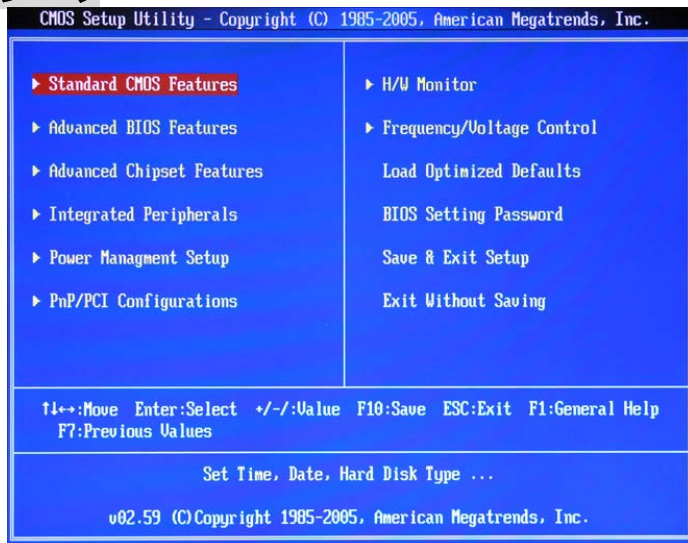 CMOS Setup Utility - Copyright (C) 1985-2005, American Megatrends, Inc.
▶ Standard CMOS Features
▶ Advanced BIOS Features
▶ Advanced Chipset Features
▶ Integrated Peripherals
▶ Power Managment Setup
▶ PnP/PCI Configurations
▶ H/W Monitor
▶ Frequency/Voltage Control
Load Optimized Defaults
BIOS Setting Password
Save & Exit Setup
Exit Without Saving
↑↓←→:Move Enter:Select +/-/:Value F10:Save ESC:Exit F1:General Help
F7:Previous Values
Set Time, Date, Hard Disk Type ...
v02.59 (C)Copyright 1985-2005, American Megatrends, Inc.